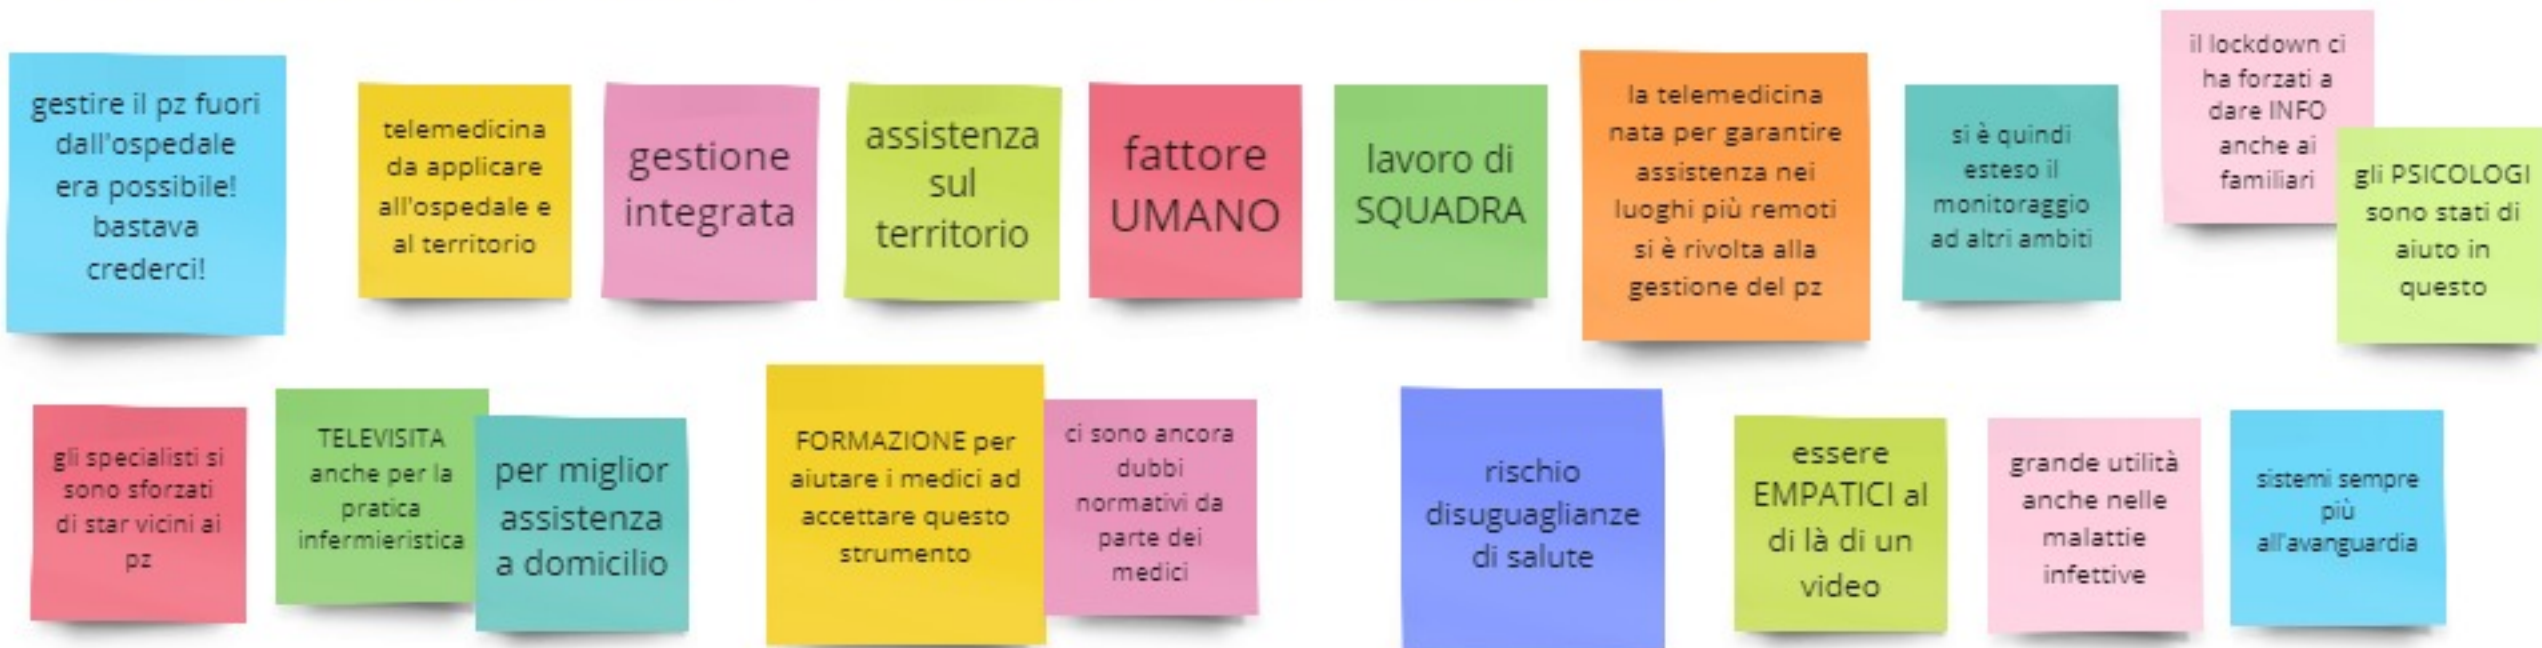 gestire il pz fuori
dall'ospedale
era possibile!
bastava
crederci!
telemedicina
da applicare
all'ospedale e
al territorio
gestione
integrata
assistenza
sul
territorio
fattore
UMANO
lavoro di
SQUADRA
la telemedicina
nata per garantire
assistenza nei
luoghi più remoti
si è rivolta alla
gestione del pz
si è quindi
esteso il
monitoraggio
ad altri ambiti
il lockdown ci
ha forzati a
dare INFO
anche ai
familiari
gli PSICOLOGI
sono stati di
aiuto in
questo
gli specialisti si
sono sforzati
di star vicini ai
pz
TELEVISITA
anche per la
pratica
infermieristica
per miglior
assistenza
a domicilio
FORMAZIONE per
aiutare i medici ad
accettare questo
strumento
ci sono ancora
dubbi
normativi da
parte dei
medici
rischio
disuguaglianze
di salute
essere
EMPATICI al
di là di un
video
grande utilità
anche nelle
malattie
infettive
sistemi sempre
più
all'avanguardia